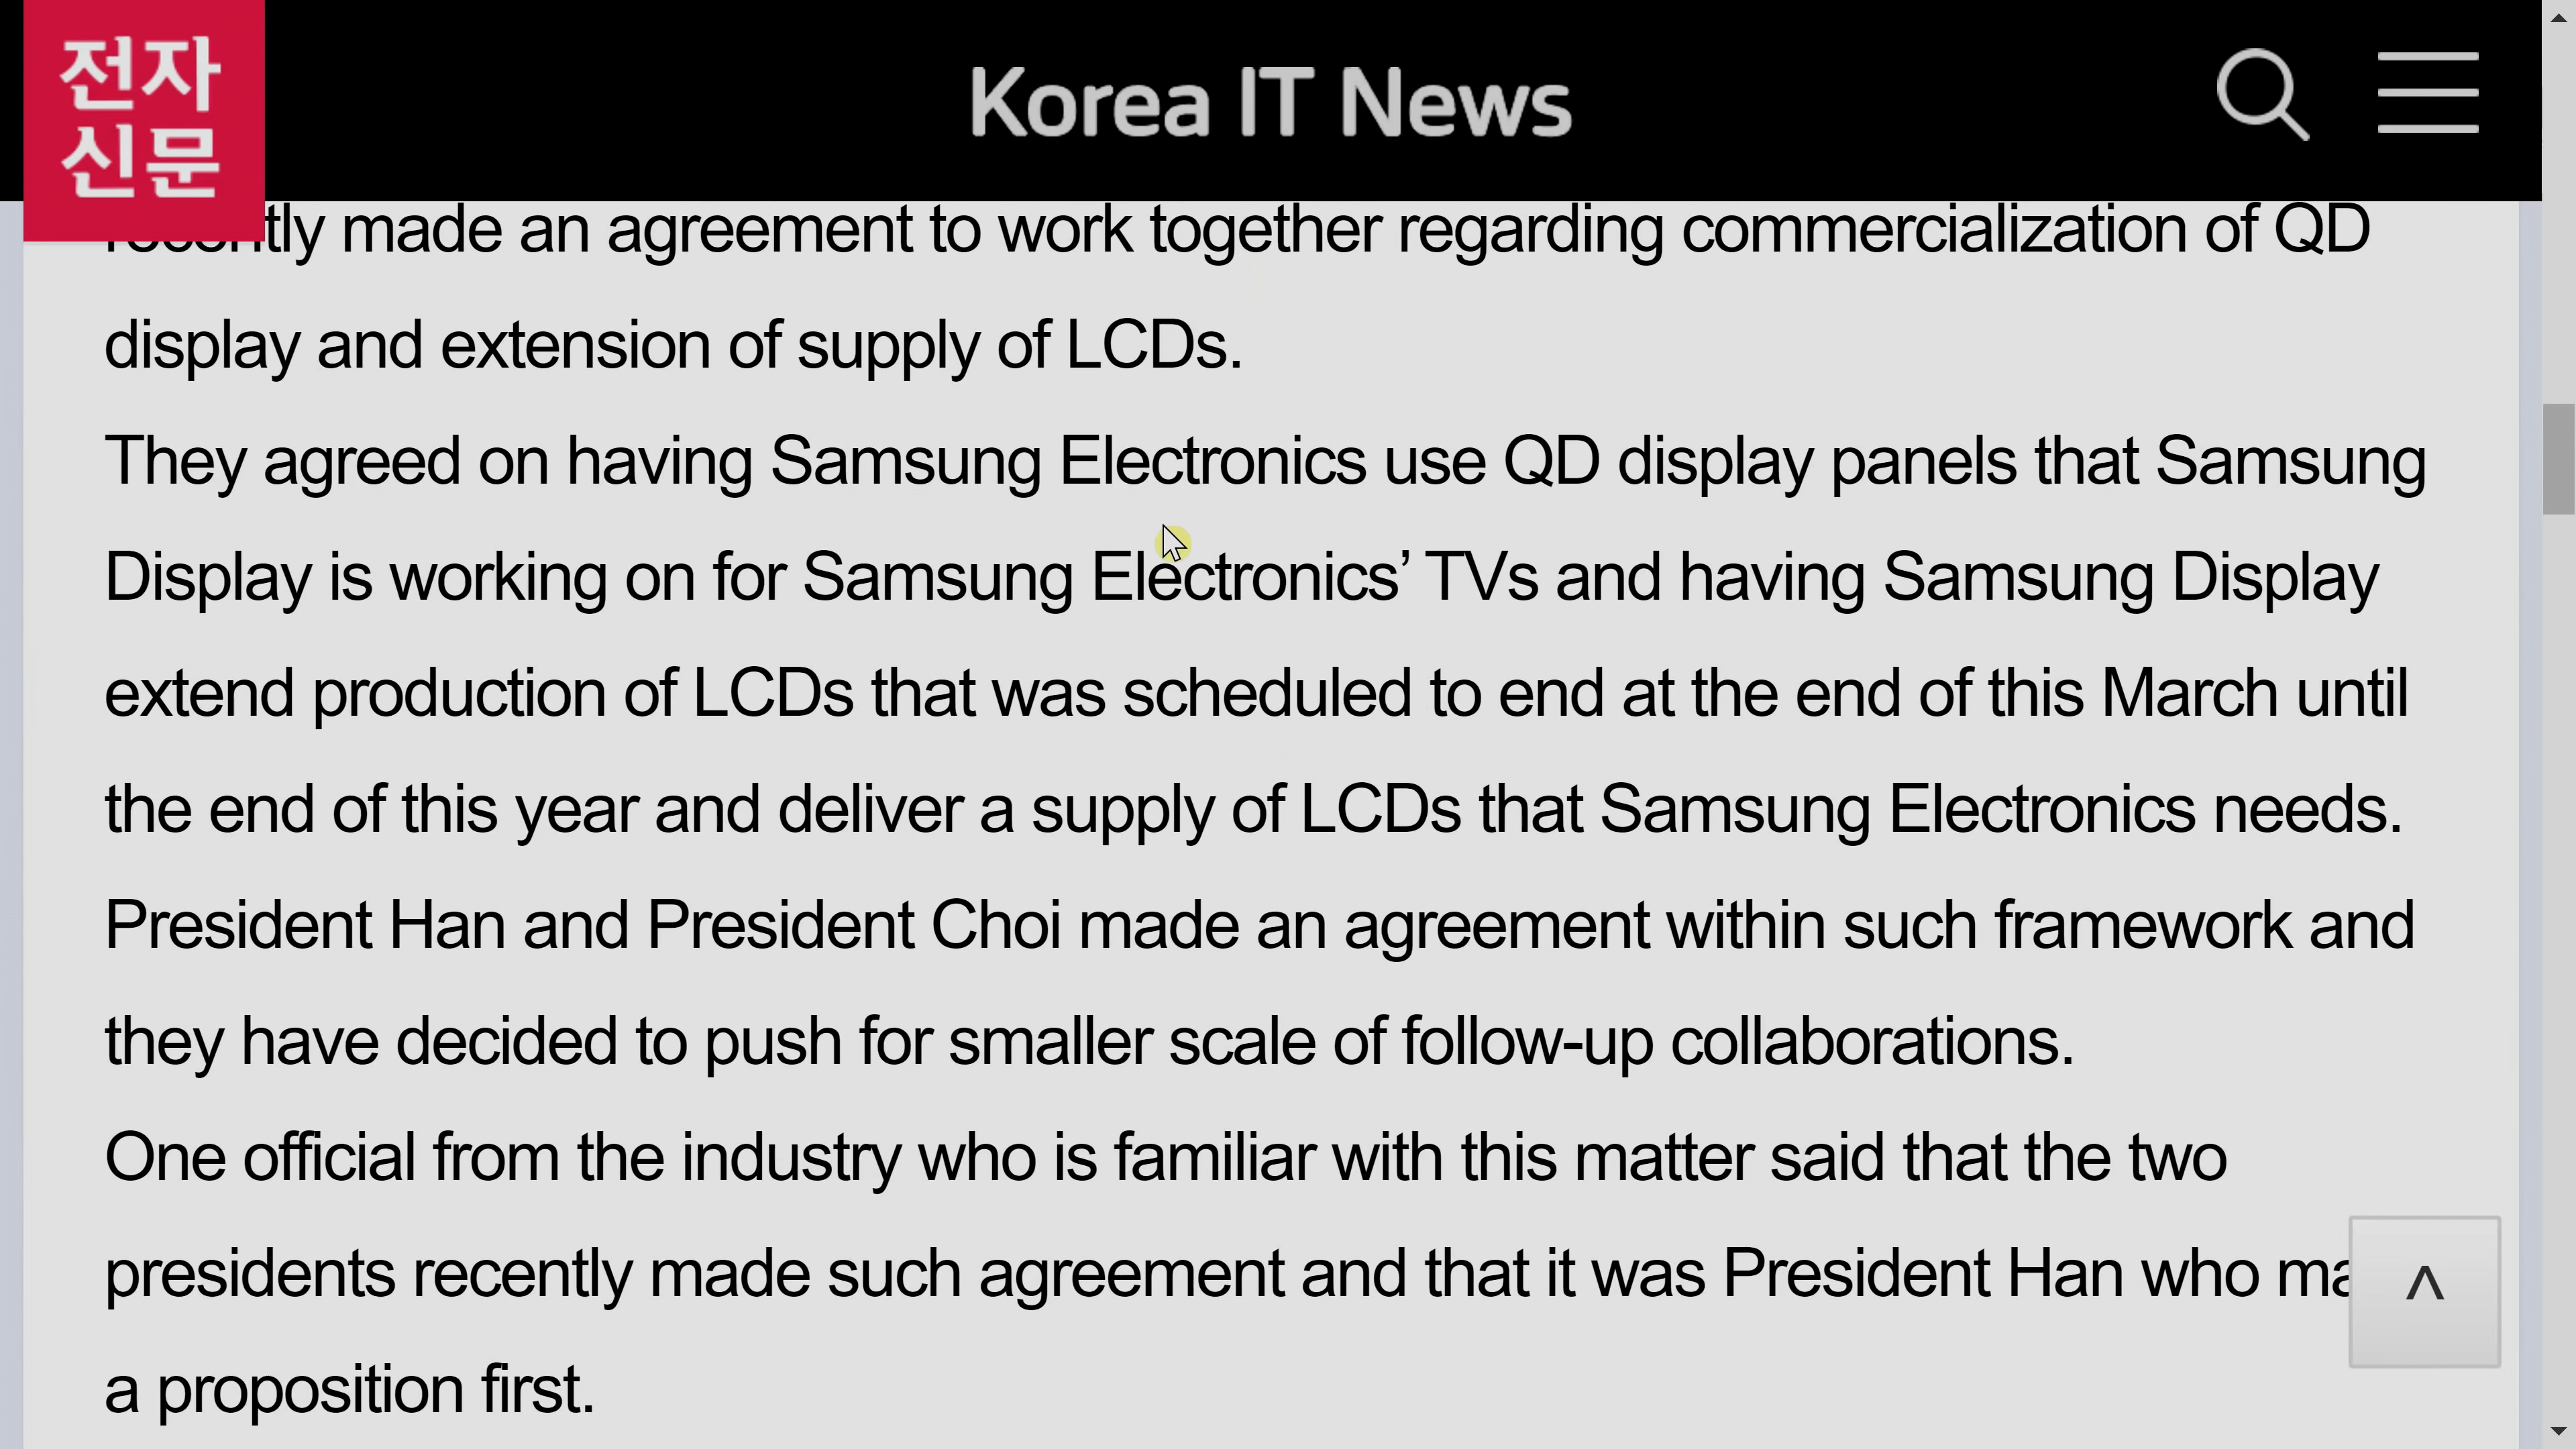 전자
신문
Korea IT News
made an agreement to work together regarding commercialization of QD
display and extension of supply of LCDs.
They agreed on having Samsung Electronics use QD display panels that Samsung
Display is working on for Samsung Electronics’ TVs and having Samsung Display
extend production of LCDs that was scheduled to end at the end of this March until
the end of this year and deliver a supply of LCDs that Samsung Electronics needs.
President Han and President Choi made an agreement within such framework and
they have decided to push for smaller scale of follow-up collaborations.
One official from the industry who is familiar with this matter said that the two
presidents recently made such agreement and that it was President Han who
a proposition first.